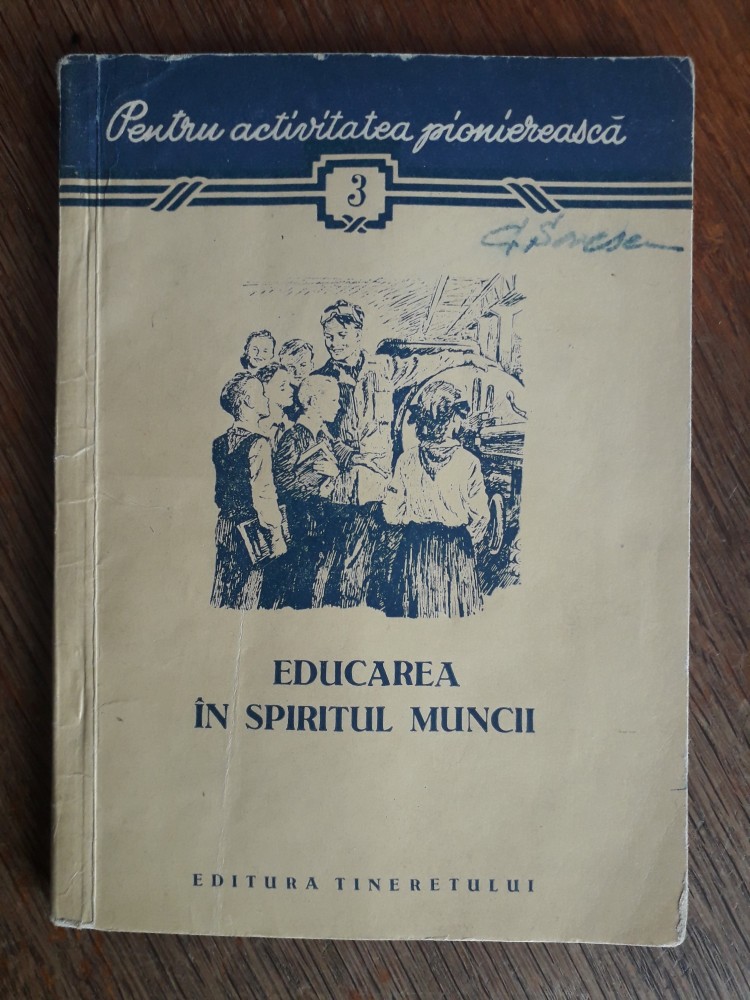 Pentru activitatea pionierească
3
EDUCAREA
ÎN SPIRITUL MUNCII
EDITURA TINERETULUI